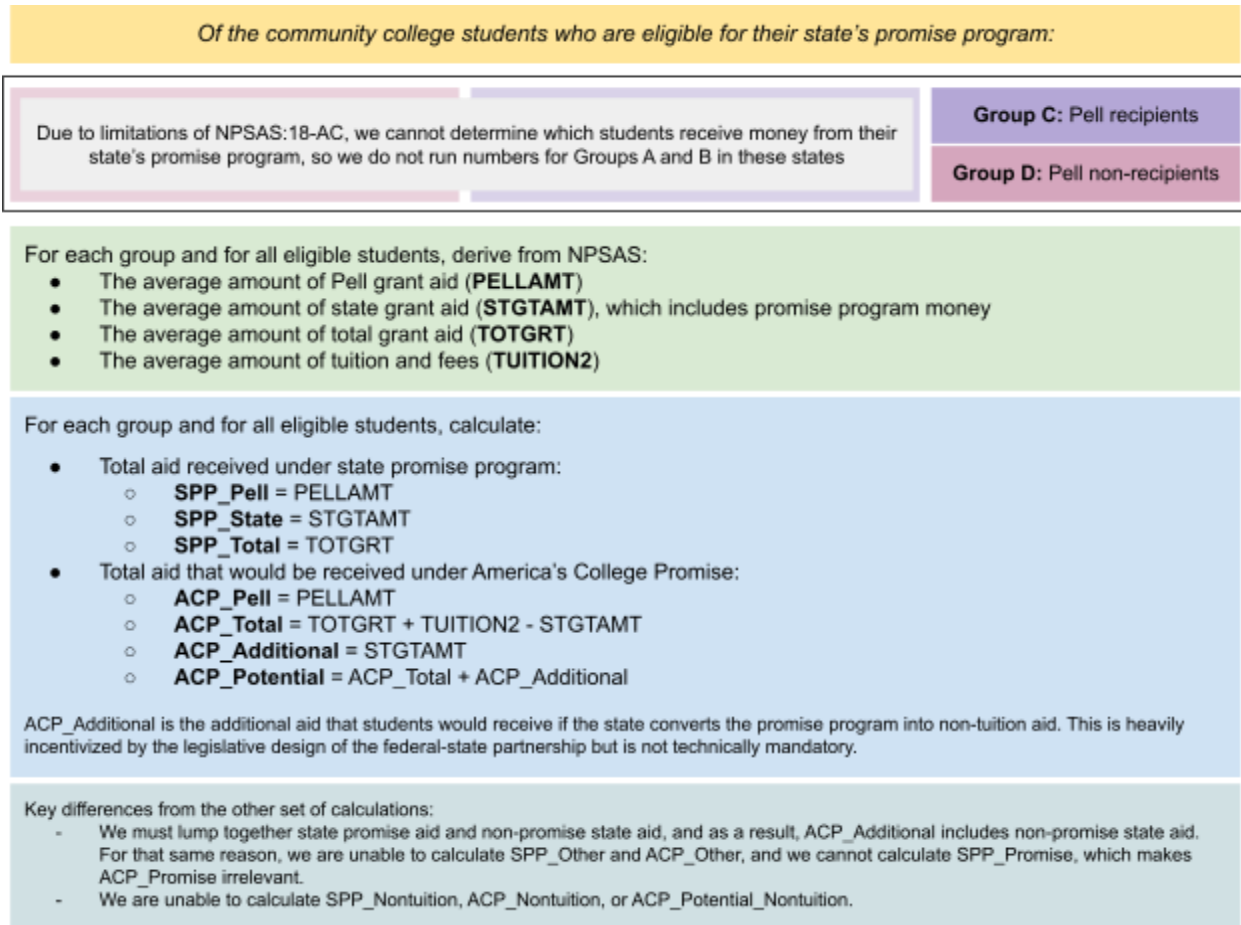 Of the community college students who are eligible for their state's promise program:
Due to limitations of NPSAS:18-AC, we cannot determine which students receive money from their
state's promise program, so we do not run numbers for Groups A and B in these states
Group C: Pell recipients
Group D: Pell non-recipients
For each group and for all eligible students, derive from NPSAS:
● The average amount of Pell grant aid (PELLAMT)
● The average amount of state grant aid (STGTAMT), which includes promise program money
● The average amount of total grant aid (TOTGRT)
● The average amount of tuition and fees (TUITION2)
For each group and for all eligible students, calculate:
● Total aid received under state promise program:
○ SPP_Pell = PELLAMT
○ SPP_State = STGTAMT
○ SPP_Total = TOTGRT
● Total aid that would be received under America's College Promise:
○ ACP_Pell = PELLAMT
○ ACP_Total = TOTGRT + TUITION2 - STGTAMT
○ ACP_Additional = STGTAMT
○ ACP_Potential = ACP_Total + ACP_Additional
ACP_Additional is the additional aid that students would receive if the state converts the promise program into non-tuition aid. This is heavily
incentivized by the legislative design of the federal-state partnership but is not technically mandatory.
Key differences from the other set of calculations:
- We must lump together state promise aid and non-promise state aid, and as a result, ACP_Additional includes non-promise state aid.
For that same reason, we are unable to calculate SPP_Other and ACP_Other, and we cannot calculate SPP_Promise, which makes
ACP_Promise irrelevant.
- We are unable to calculate SPP_Nontuition, ACP_Nontuition, or ACP_Potential_Nontuition.